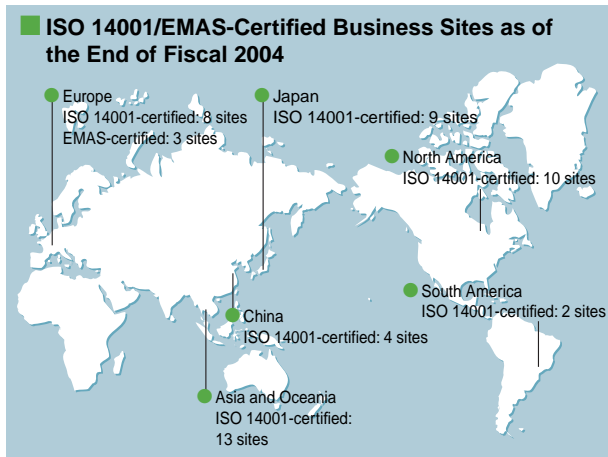 ISO 14001/EMAS-Certified Business Sites as of
the End of Fiscal 2004
Europe
ISO 14001-certified: 8 sites
EMAS-certified: 3 sites
Japan
ISO 14001-certified: 9 sites
North America
ISO 14001-certified: 10 sites
South America
ISO 14001-certified: 2 sites
China
ISO 14001-certified: 4 sites
Asia and Oceania
ISO 14001-certified:
13 sites